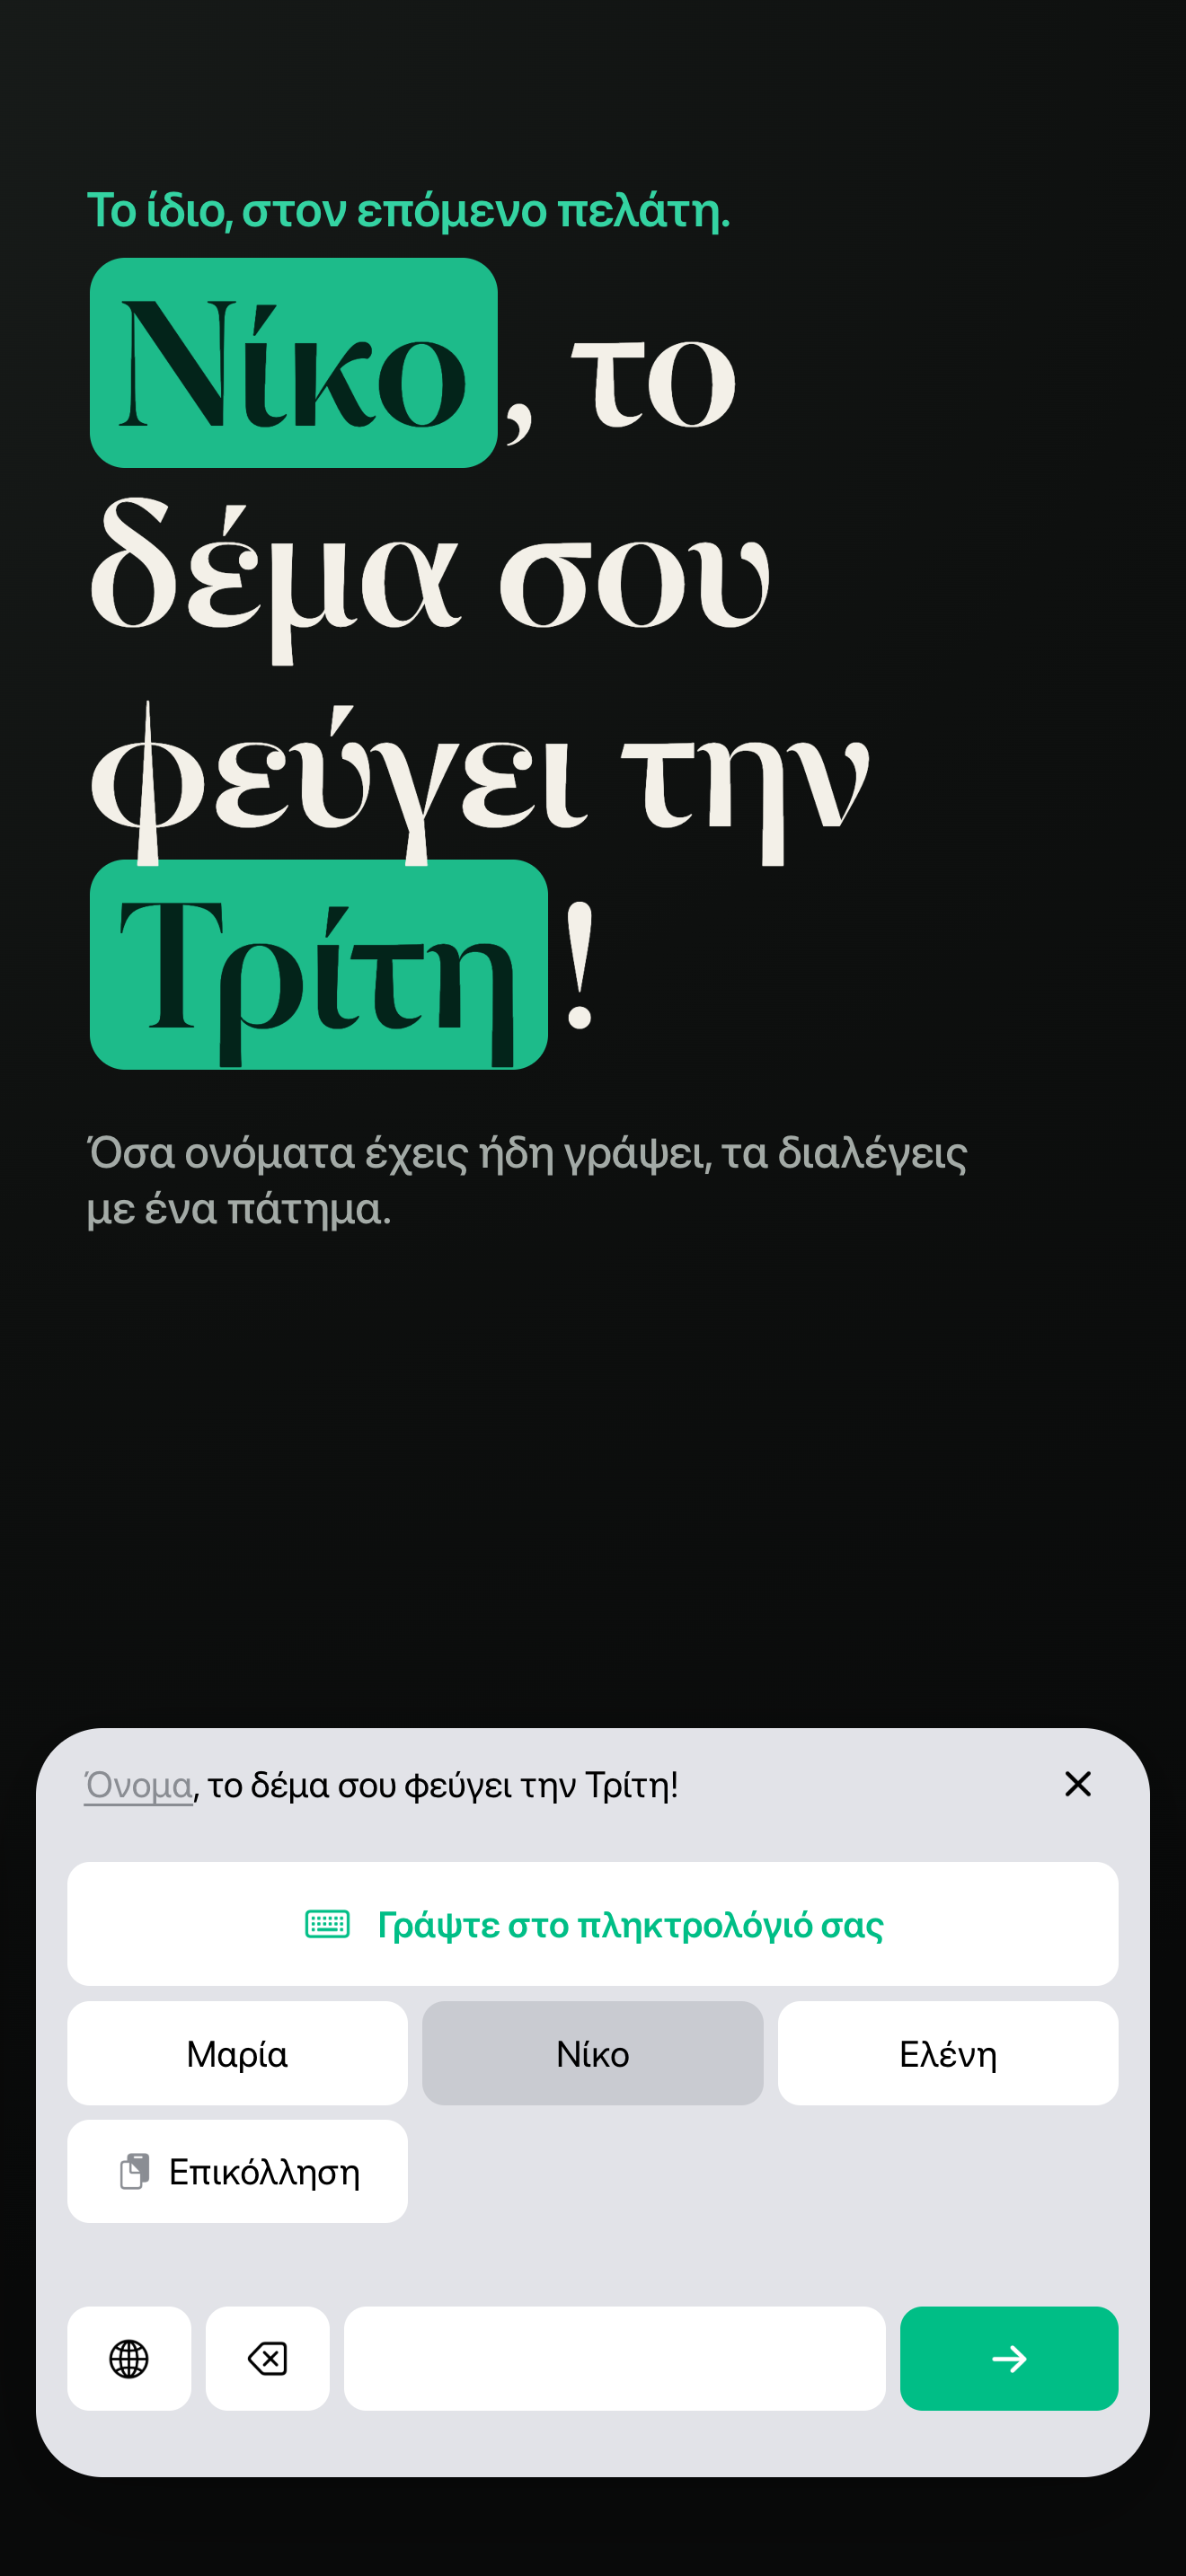 Το ίδιο, στον επόμενο πελάτη.
Νίκο, το
δέμα σου
φεύγει την
Τρίτη!
Όσα ονόματα έχεις ήδη γράψει, τα διαλέγεις
με ένα πάτημα.
Όνομα, το δέμα σου φεύγει την Τρίτη!
Γράψτε στο πληκτρολόγιό σας
Μαρία Νίκο Ελένη
Επικόλληση